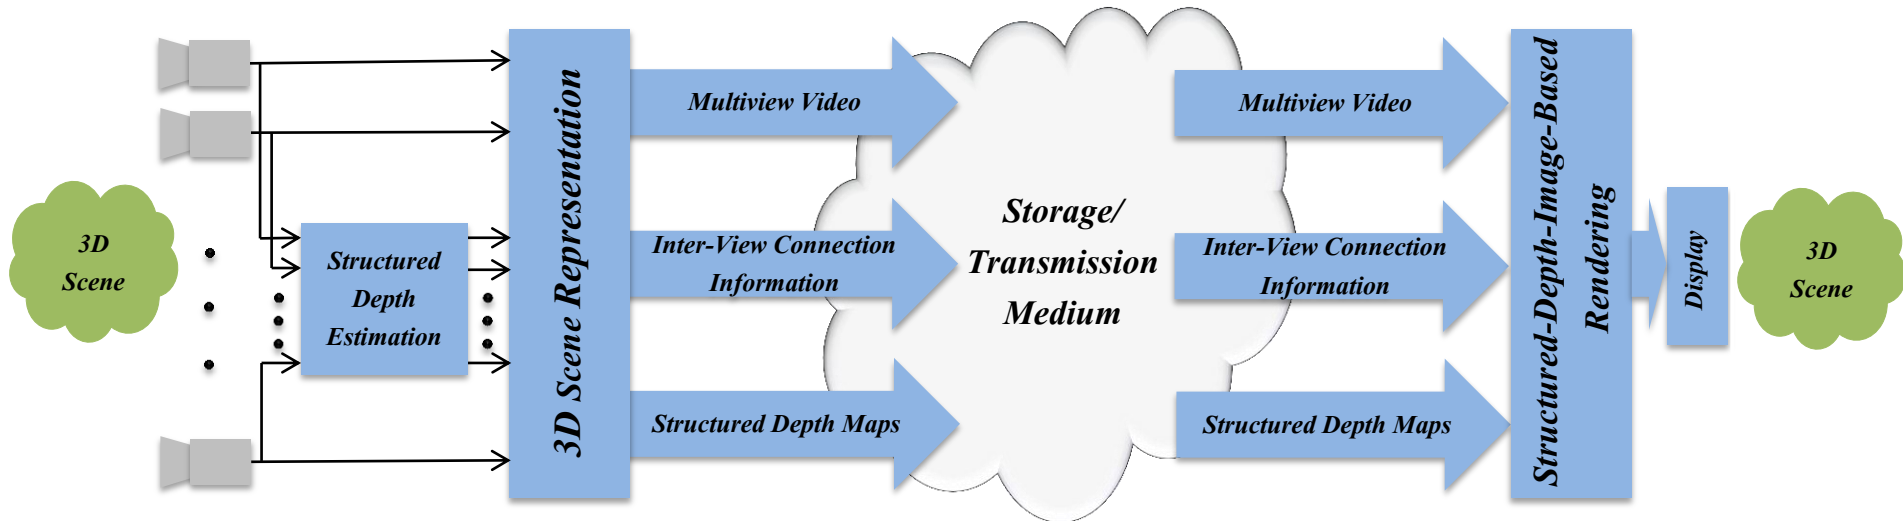 3D
Scene
Structured
Depth
Estimation
3D Scene Representation
Multiview Video
Inter-View Connection
Information
Structured Depth Maps
Storage/
Transmission
Medium
Multiview Video
Inter-View Connection
Information
Structured Depth Maps
Structured-Depth-Image-Based
Rendering
Display
3D
Scene